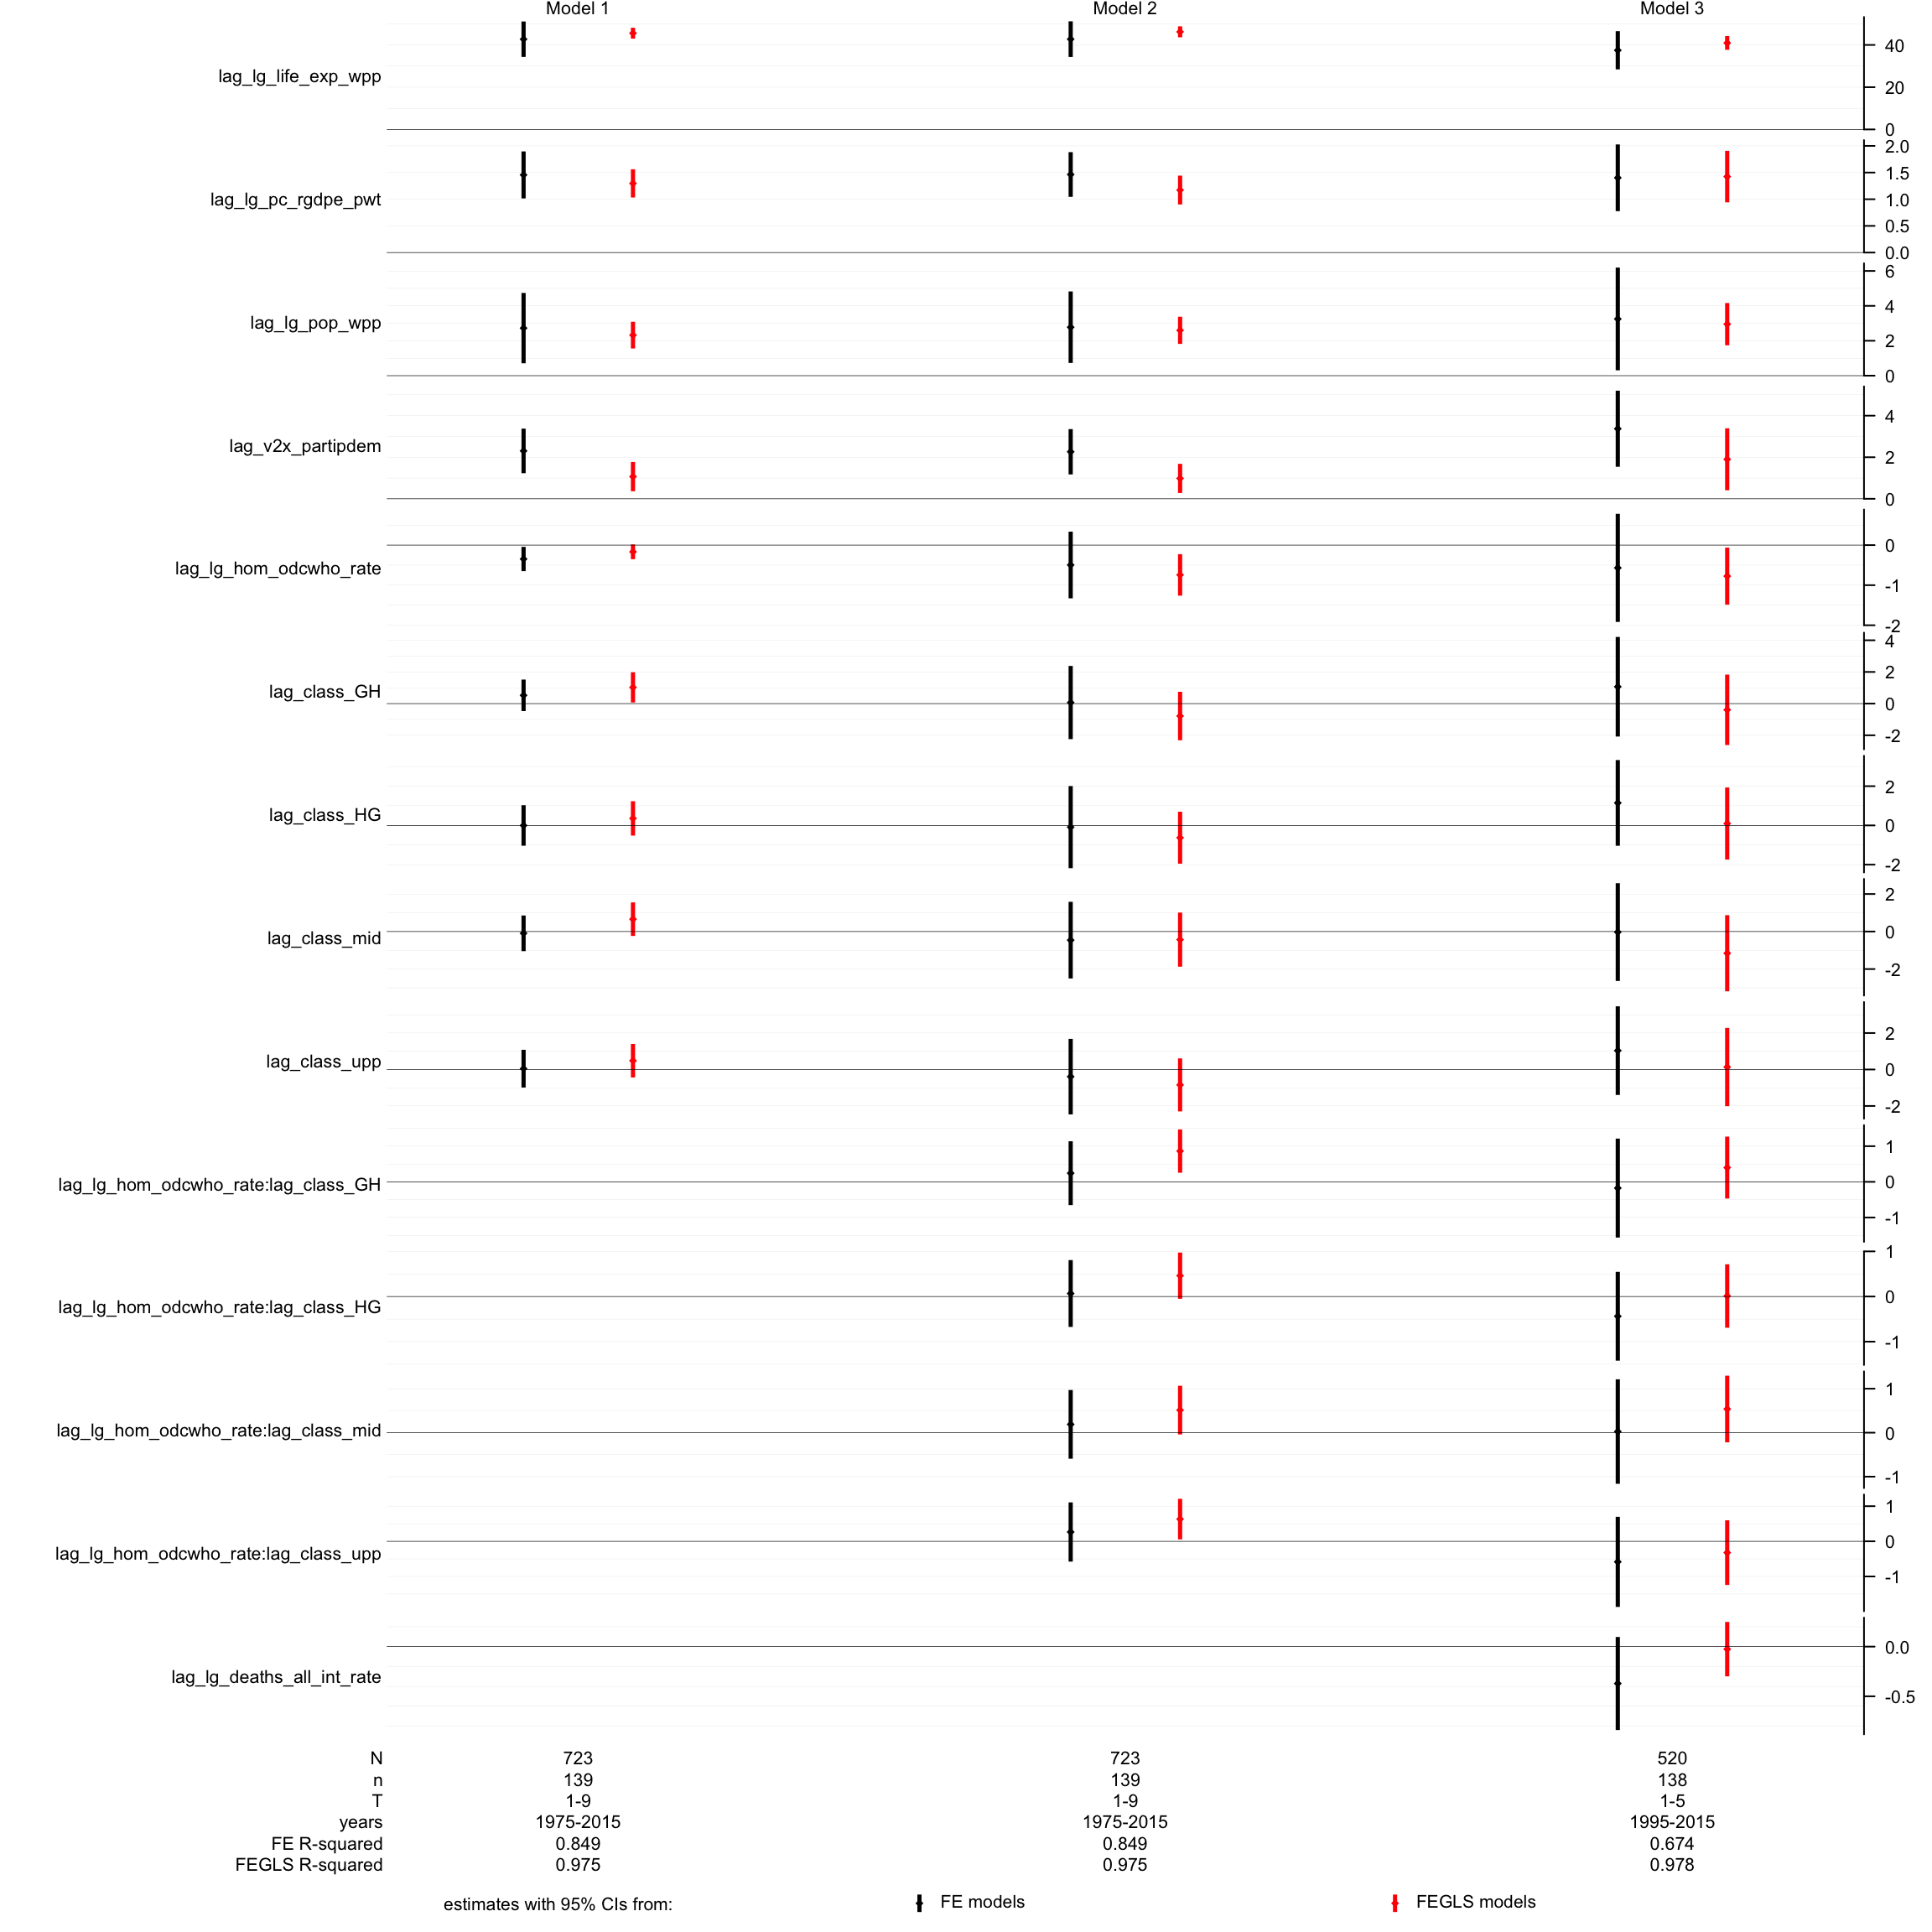 Model 1 Model 2 Model 3
lag_lg_life_exp_wpp
40
20
0
lag_lg_pc_rgdpe_pwt
2.0
1.5
1.0
0.5
0.0
lag_lg_pop_wpp
6
4
2
0
lag_v2x_partipdem
4
2
0
lag_lg_hom_odcwho_rate
0
-1
-2
lag_class_GH
4
2
0
-2
lag_class_HG
2
0
-2
lag_class_mid
2
0
-2
lag_class_upp
2
0
-2
lag_lg_hom_odcwho_rate:lag_class_GH
1
0
-1
lag_lg_hom_odcwho_rate:lag_class_HG
1
0
-1
lag_lg_hom_odcwho_rate:lag_class_mid
1
0
-1
lag_lg_hom_odcwho_rate:lag_class_upp
1
0
-1
lag_lg_deaths_all_int_rate
0.0
-0.5
N 723 723 520
n 139 139 138
T 1-9 1-9 1-5
years 1975-2015 1975-2015 1995-2015
FE R-squared 0.849 0.849 0.674
FEGLS R-squared 0.975 0.975 0.978
estimates with 95% CIs from: FE models FEGLS models